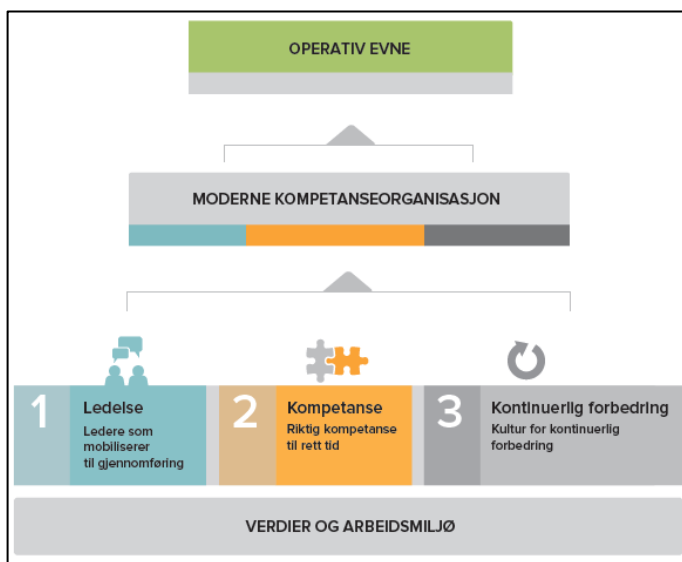 OPERATIV EVNE
MODERNE KOMPETANSEORGANISASJON
1
Ledelse
Ledere som
mobiliserer
til gjennomføring
2
Kompetanse
Riktig kompetanse
til rett tid
3
Kontinuerlig forbedring
Kultur for kontinuerlig
forbedring
VERDIER OG ARBEIDSMILJØ